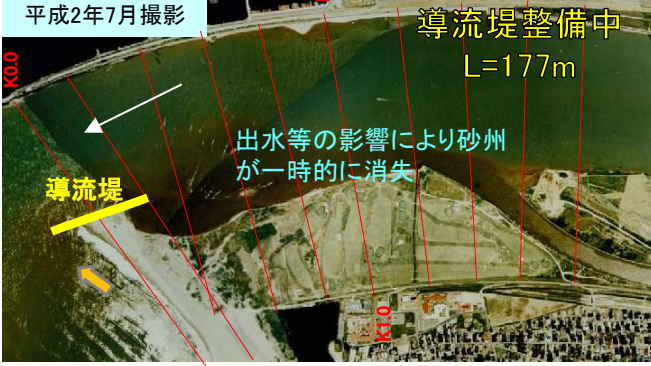 平成2年7月撮影
導流堤整備中
L=177m
K0.0
出水等の影響により砂州
が一時的に消失
導流堤
K1.0